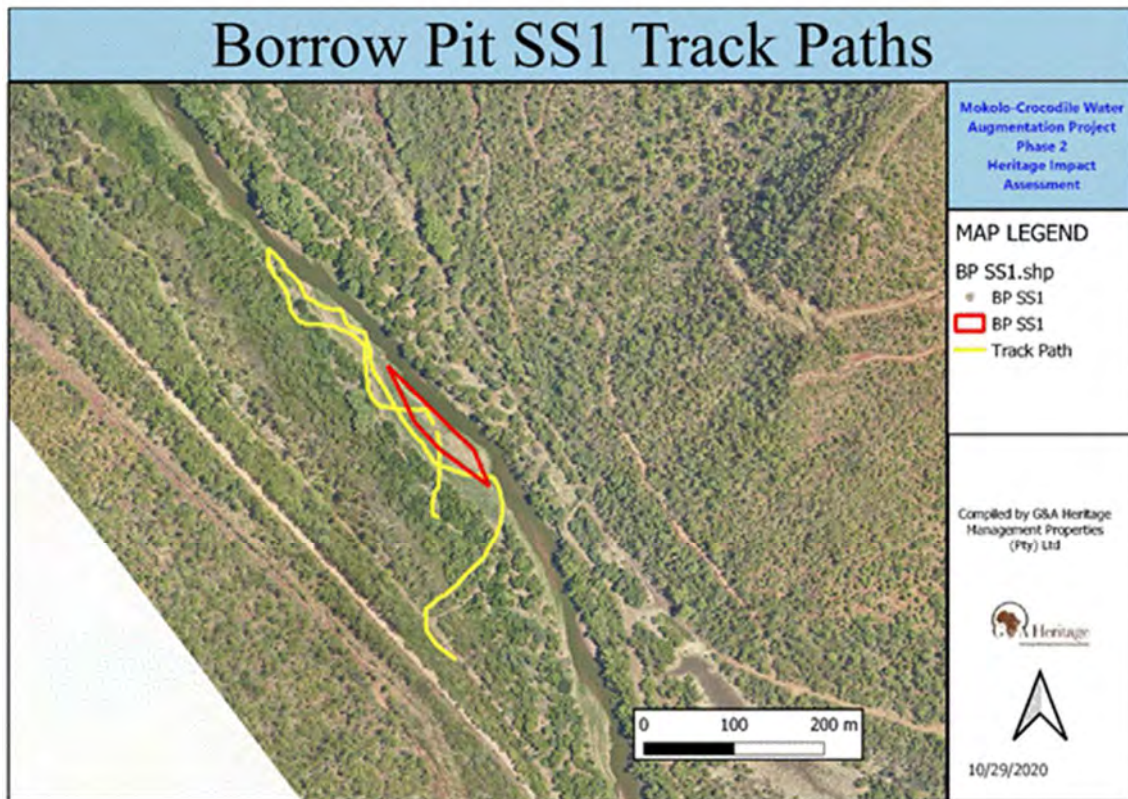 Borrow Pit SS1 Track Paths
Mokolo-Crocodile Water
Augmentation Project
Phase 2
Heritage Impact
Assessment
MAP LEGEND
BP SS1.shp
BP SS1
BP SS1
Track Path
Compiled by G&A Heritage
Management Properties
(Pty) Ltd
A Heritage
0 100 200 m
10/29/2020